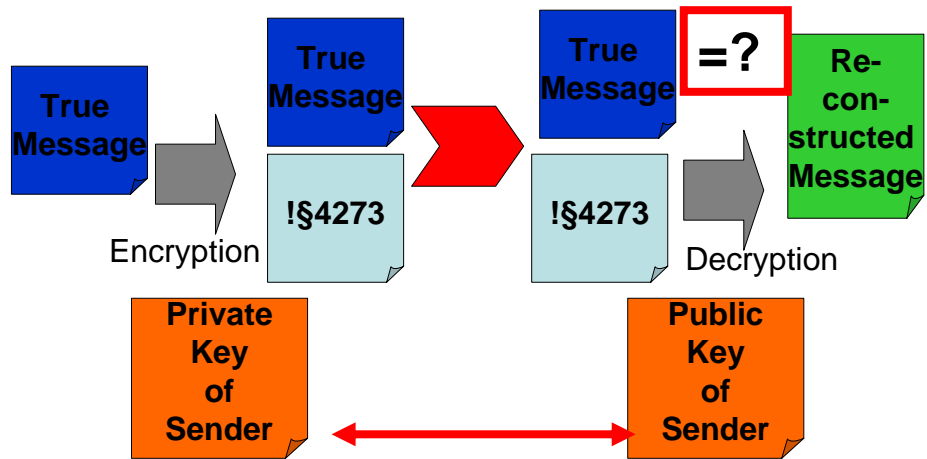 True
Message
Encryption
True
Message
!§4273
True
Message
!§4273
=?
Decryption
Re-
con-
structed
Message
Private
Key
of
Sender
Public
Key
of
Sender